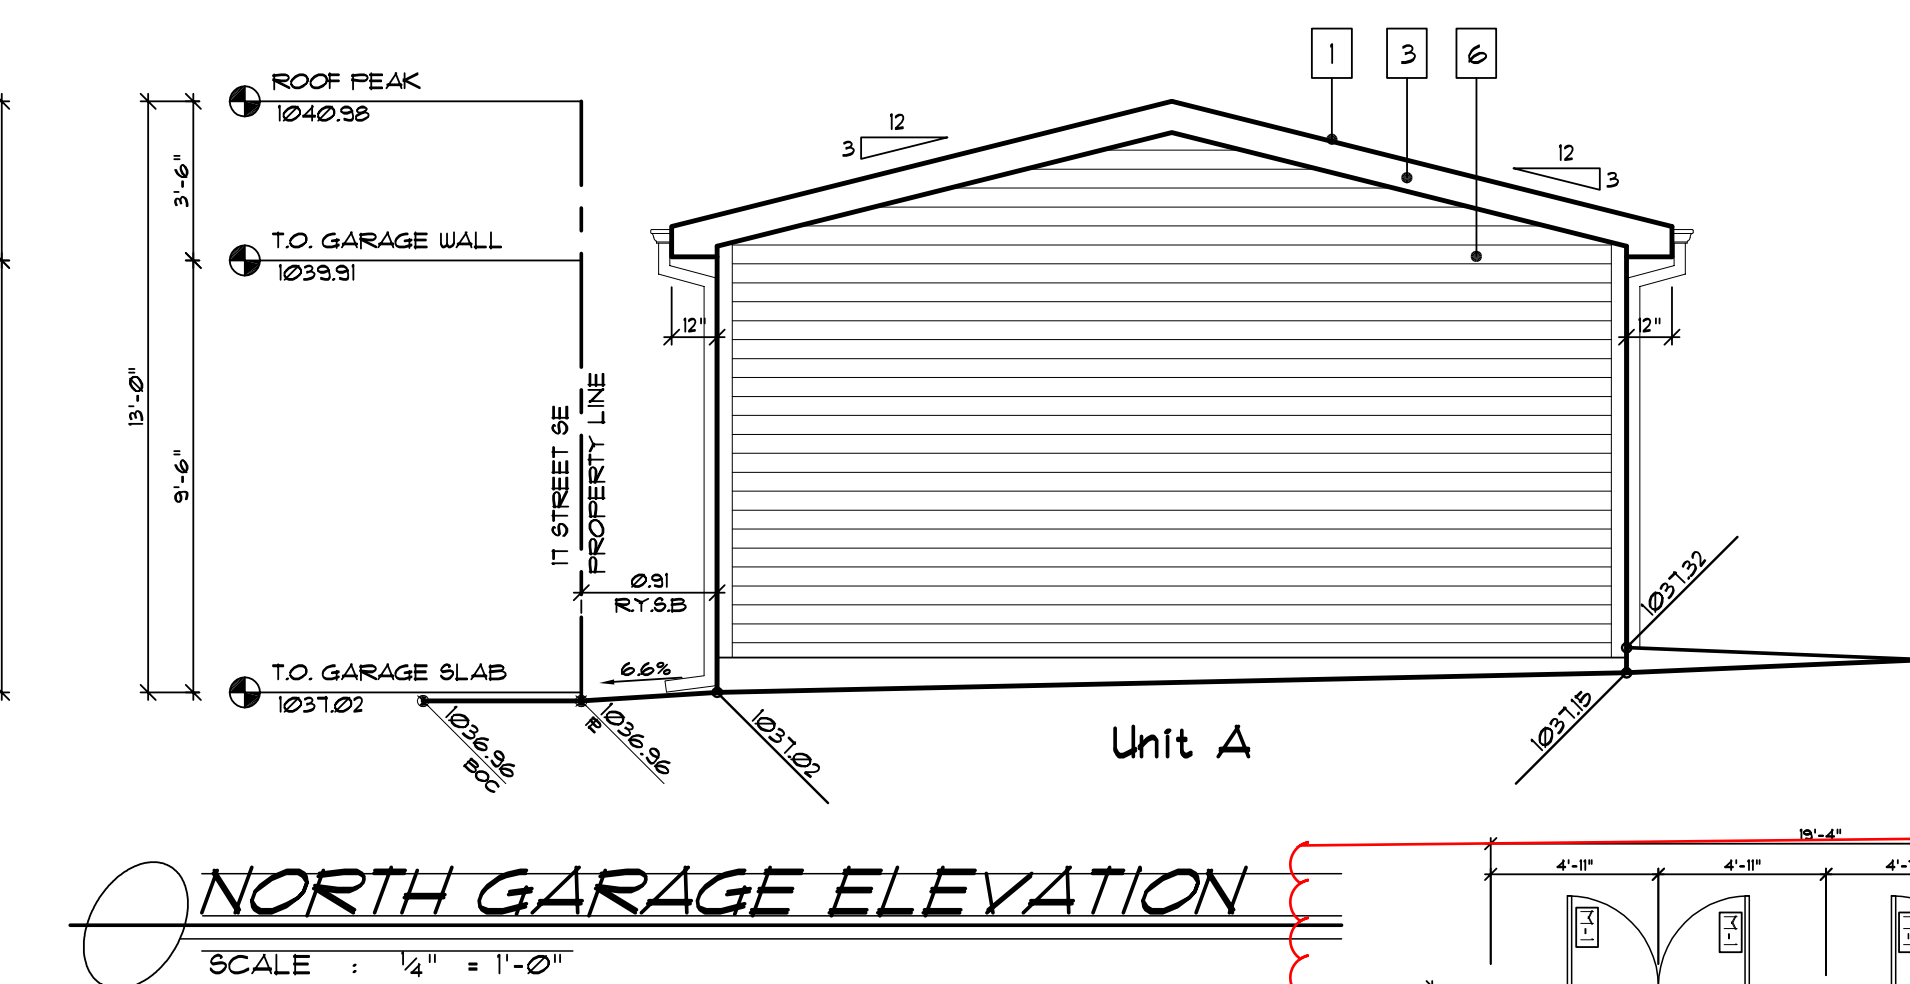 1
3
6
ROOF PEAK
1040.98
12
3
12
3
3'-6"
T.O. GARAGE WALL
1039.91
12"
12"
13'-0"
9'-6"
17 STREET SE
PROPERTY LINE
0.91
R.Y.S.B
1037.32
6.6%
T.O. GARAGE SLAB
1037.02
1036.96
BOC
1036.96
1037.02
1037.15
Unit A
19'-4"
4'-11"
4'-11"
NORTH GARAGE ELEVATION
SCALE : 1/4" = 1'-0"